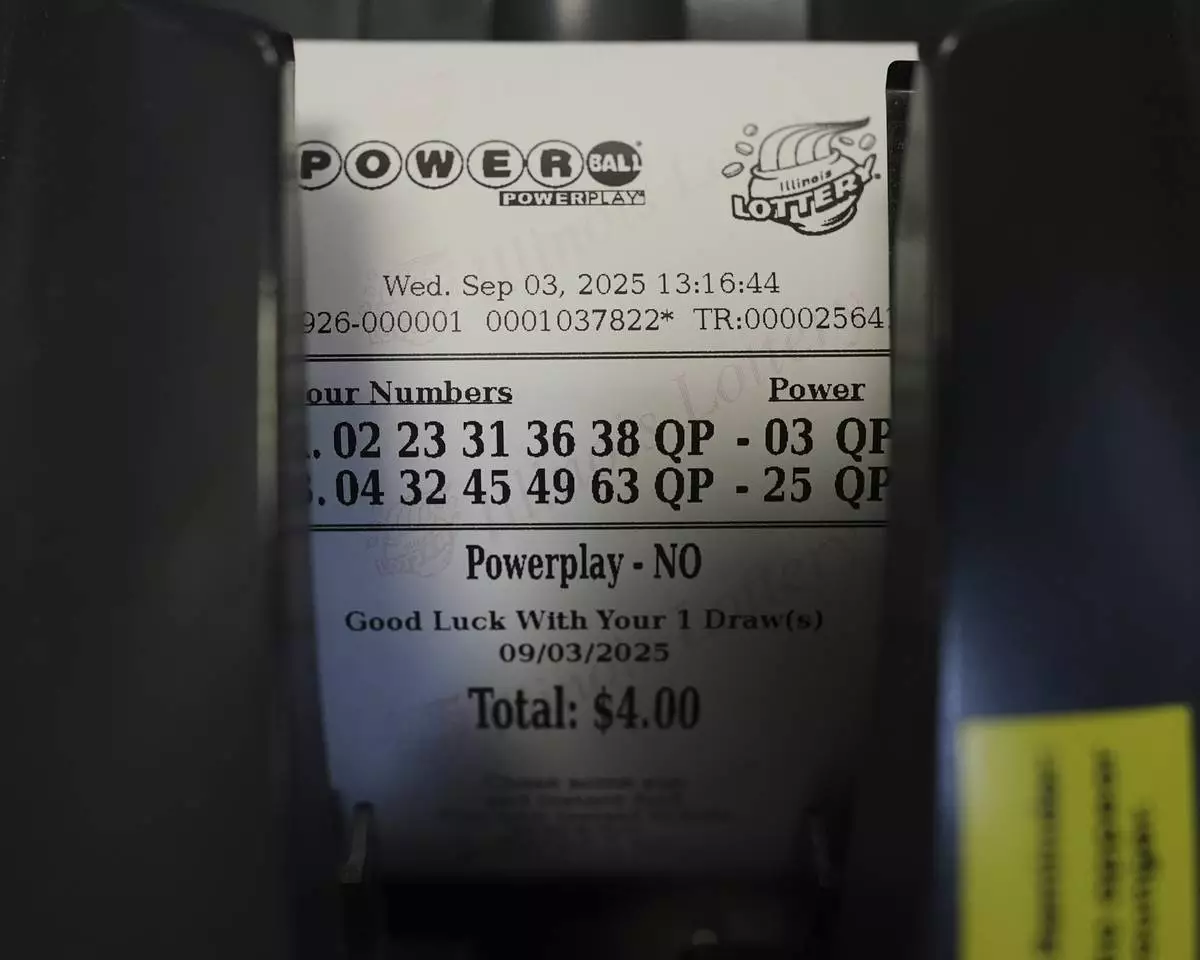 POWERBALL
POWERPLAY
Illinois
LOTTERY
Wed. Sep 03, 2025 13:16:44
926-000001 0001037822* TR:00002564
our Numbers Power
. 02 23 31 36 38 QP - 03 QP
. 04 32 45 49 63 QP - 25 QP
Powerplay - NO
Good Luck With Your 1 Draw(s)
09/03/2025
Total: $4.00